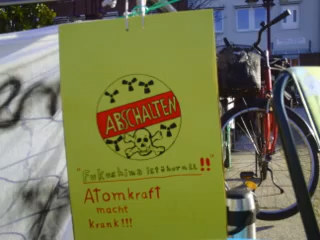 ABSCHALTEN
"Fukushima ist überall!!"
Atomkraft
macht
Krank!!!